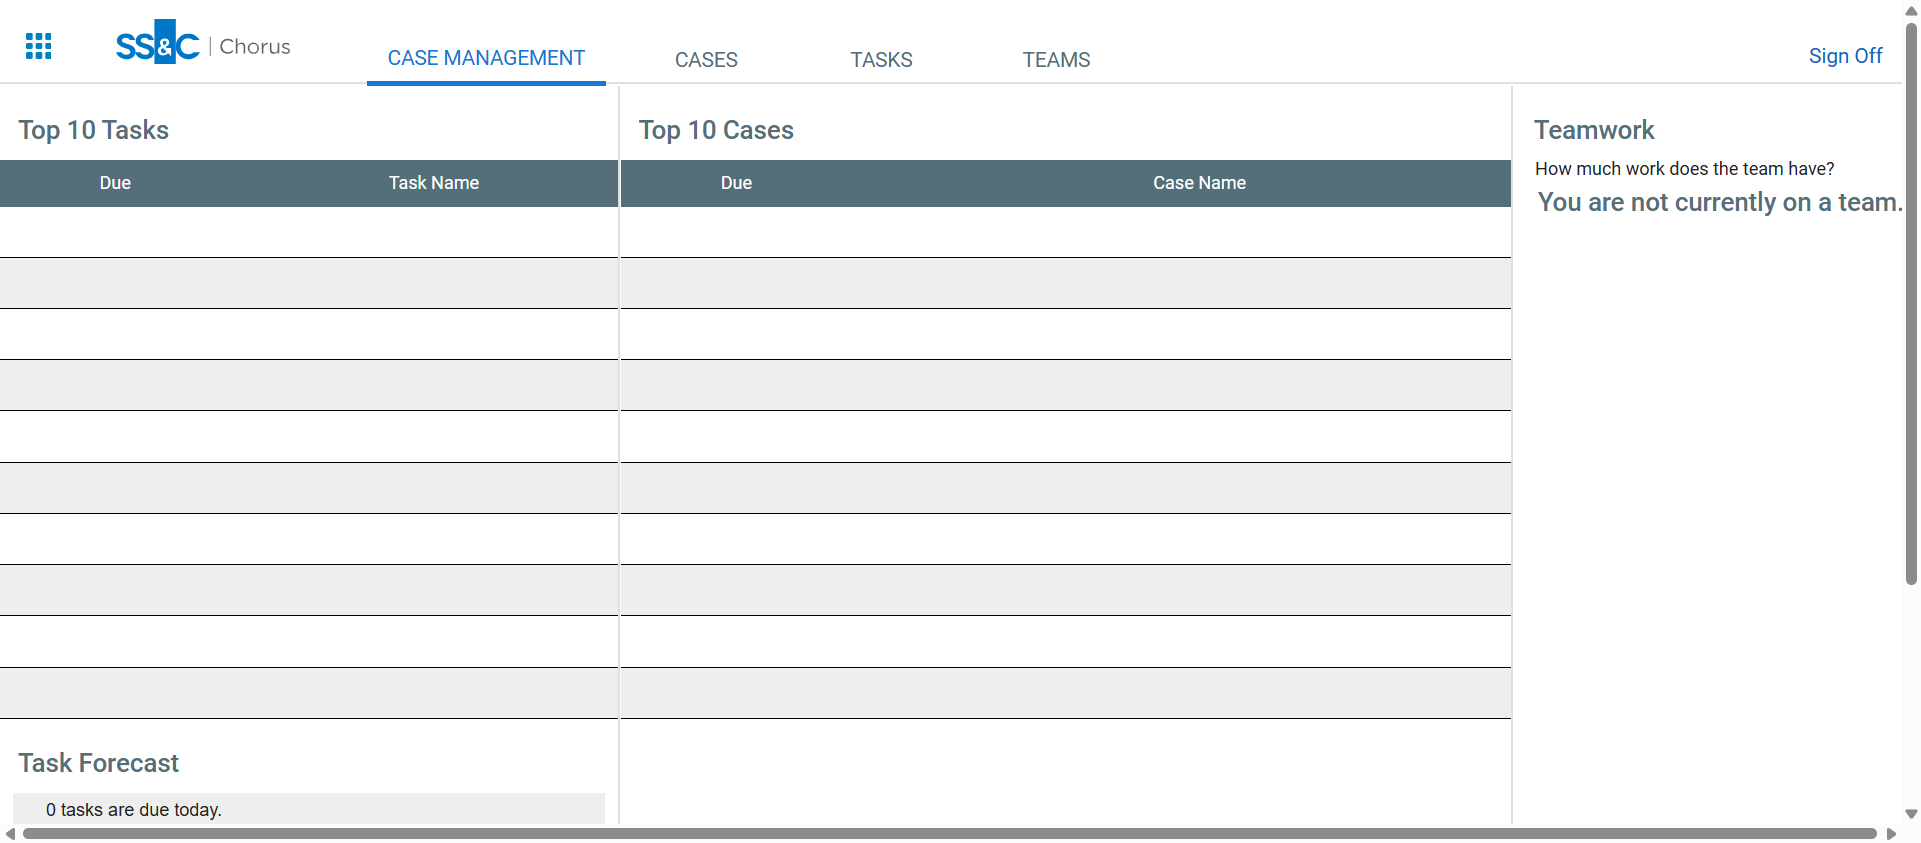 SS&C | Chorus
CASE MANAGEMENT
CASES
TASKS
TEAMS
Sign Off
Top 10 Tasks
Due
Task Name
Top 10 Cases
Due
Case Name
Teamwork
How much work does the team have?
You are not currently on a team.
Task Forecast
0 tasks are due today.